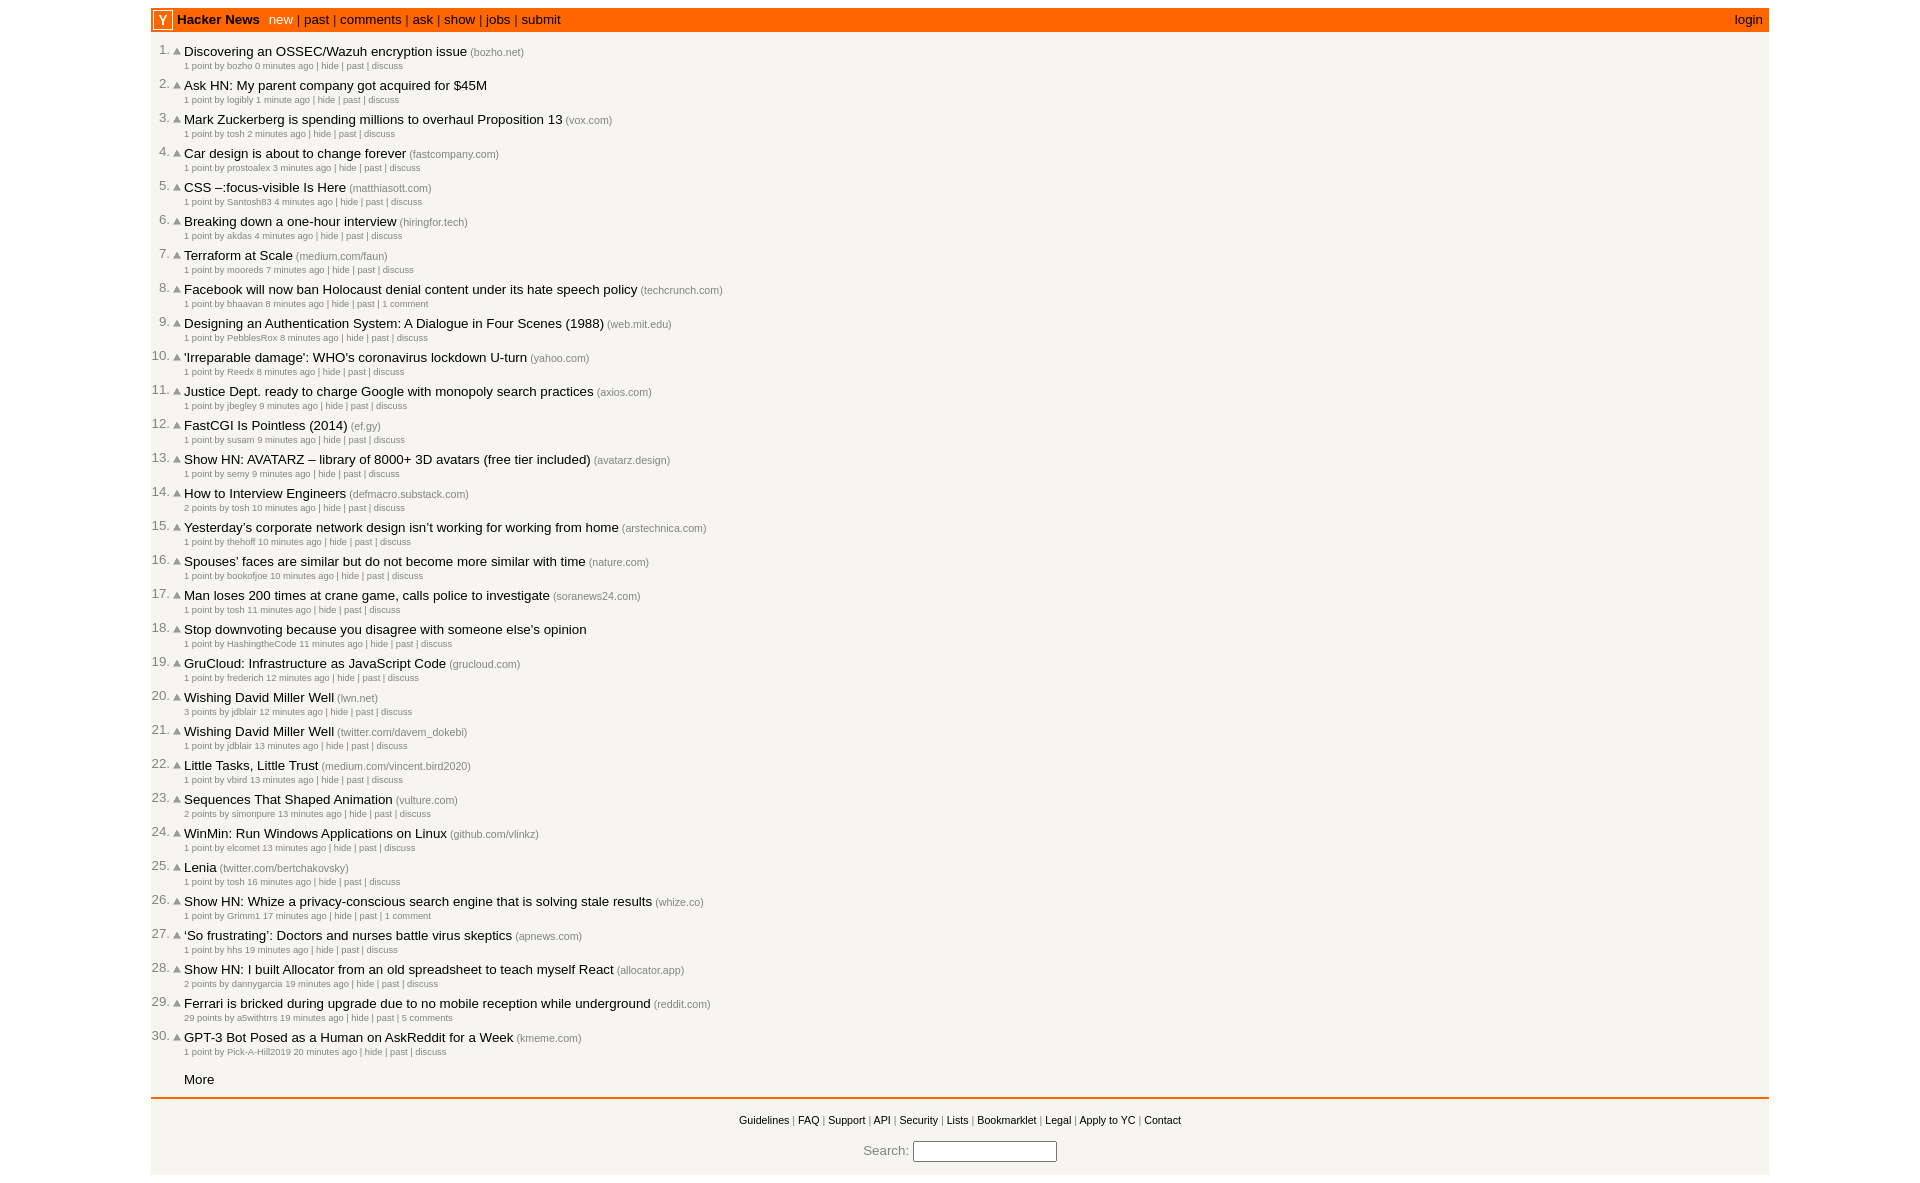 Y Hacker News new | past | comments | ask | show | jobs | submit login
1. Discovering an OSSEC/Wazuh encryption issue (bozho.net)
1 point by bozho 0 minutes ago | hide | past | discuss
2. Ask HN: My parent company got acquired for $45M
1 point by logibly 1 minute ago | hide | past | discuss
3. Mark Zuckerberg is spending millions to overhaul Proposition 13 (vox.com)
1 point by tosh 2 minutes ago | hide | past | discuss
4. Car design is about to change forever (fastcompany.com)
1 point by prostoalex 3 minutes ago | hide | past | discuss
5. CSS –:focus-visible Is Here (matthiasott.com)
1 point by Santosh83 4 minutes ago | hide | past | discuss
6. Breaking down a one-hour interview (hiringfor.tech)
1 point by akdas 4 minutes ago | hide | past | discuss
7. Terraform at Scale (medium.com/faun)
1 point by mooreds 7 minutes ago | hide | past | discuss
8. Facebook will now ban Holocaust denial content under its hate speech policy (techcrunch.com)
1 point by bhaavan 8 minutes ago | hide | past | 1 comment
9. Designing an Authentication System: A Dialogue in Four Scenes (1988) (web.mit.edu)
1 point by PebblesRox 8 minutes ago | hide | past | discuss
10. 'Irreparable damage': WHO's coronavirus lockdown U-turn (yahoo.com)
1 point by Reedx 8 minutes ago | hide | past | discuss
11. Justice Dept. ready to charge Google with monopoly search practices (axios.com)
1 point by jbegley 9 minutes ago | hide | past | discuss
12. FastCGI Is Pointless (2014) (ef.gy)
1 point by susam 9 minutes ago | hide | past | discuss
13. Show HN: AVATARZ – library of 8000+ 3D avatars (free tier included) (avatarz.design)
1 point by semy 9 minutes ago | hide | past | discuss
14. How to Interview Engineers (defmacro.substack.com)
2 points by tosh 10 minutes ago | hide | past | discuss
15. Yesterday’s corporate network design isn’t working for working from home (arstechnica.com)
1 point by thehoff 10 minutes ago | hide | past | discuss
16. Spouses’ faces are similar but do not become more similar with time (nature.com)
1 point by bookofjoe 10 minutes ago | hide | past | discuss
17. Man loses 200 times at crane game, calls police to investigate (soranews24.com)
1 point by tosh 11 minutes ago | hide | past | discuss
18. Stop downvoting because you disagree with someone else's opinion
1 point by HashingtheCode 11 minutes ago | hide | past | discuss
19. GruCloud: Infrastructure as JavaScript Code (grucloud.com)
1 point by frederich 12 minutes ago | hide | past | discuss
20. Wishing David Miller Well (lwn.net)
3 points by jdblair 12 minutes ago | hide | past | discuss
21. Wishing David Miller Well (twitter.com/davem_dokebi)
1 point by jdblair 13 minutes ago | hide | past | discuss
22. Little Tasks, Little Trust (medium.com/vincent.bird2020)
1 point by vbird 13 minutes ago | hide | past | discuss
23. Sequences That Shaped Animation (vulture.com)
2 points by simonpure 13 minutes ago | hide | past | discuss
24. WinMin: Run Windows Applications on Linux (github.com/vlinkz)
1 point by elcomet 13 minutes ago | hide | past | discuss
25. Lenia (twitter.com/bertchakovsky)
1 point by tosh 16 minutes ago | hide | past | discuss
26. Show HN: Whize a privacy-conscious search engine that is solving stale results (whize.co)
1 point by Grimm1 17 minutes ago | hide | past | 1 comment
27. ‘So frustrating’: Doctors and nurses battle virus skeptics (apnews.com)
1 point by hhs 19 minutes ago | hide | past | discuss
28. Show HN: I built Allocator from an old spreadsheet to teach myself React (allocator.app)
2 points by dannygarcia 19 minutes ago | hide | past | discuss
29. Ferrari is bricked during upgrade due to no mobile reception while underground (reddit.com)
29 points by a5withtrrs 19 minutes ago | hide | past | 5 comments
30. GPT-3 Bot Posed as a Human on AskReddit for a Week (kmeme.com)
1 point by Pick-A-Hill2019 20 minutes ago | hide | past | discuss
More
Guidelines | FAQ | Support | API | Security | Lists | Bookmarklet | Legal | Apply to YC | Contact
Search: